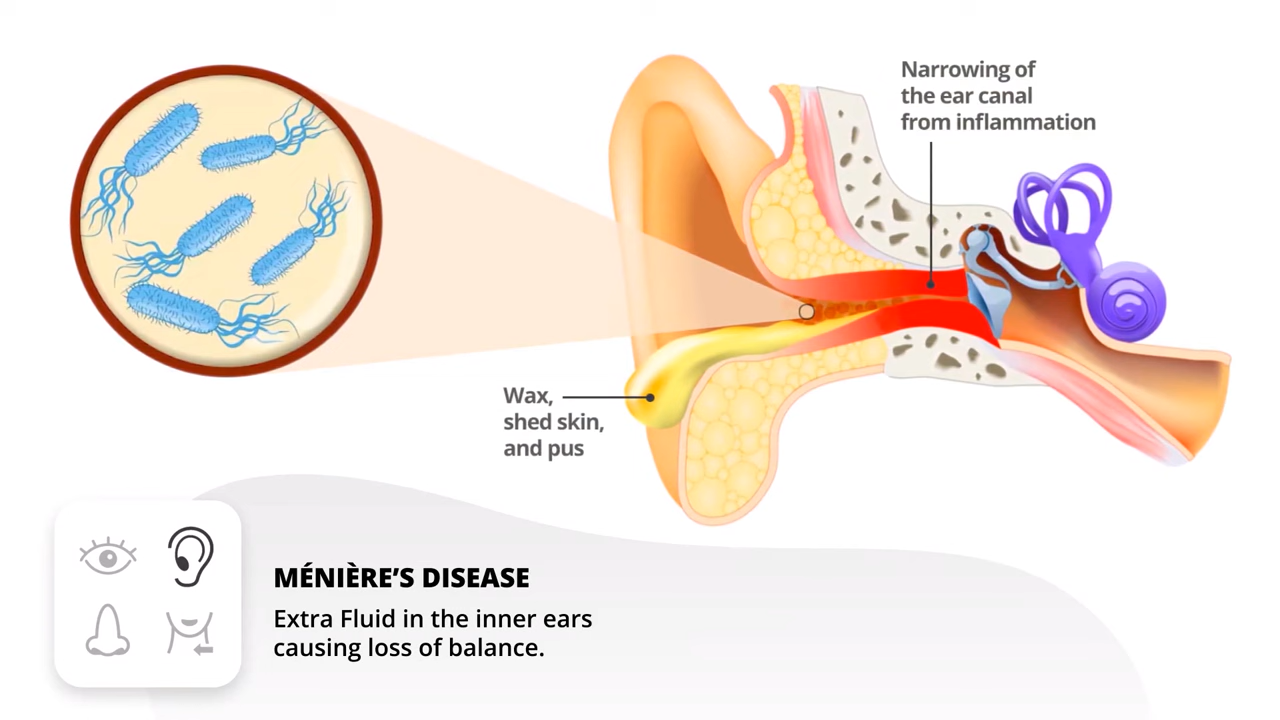 Narrowing of
the ear canal
from inflammation
Wax,
shed skin,
and pus
MÉNIÈRE’S DISEASE
Extra Fluid in the inner ears
causing loss of balance.